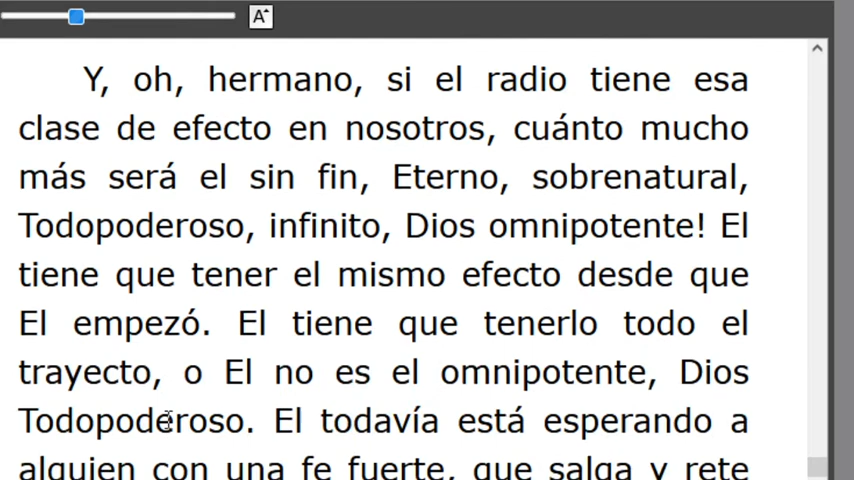 A
Y, oh, hermano, si el radio tiene esa
clase de efecto en nosotros, cuánto mucho
más será el sin fin, Eterno, sobrenatural,
Todopoderoso, infinito, Dios omnipotente! El
tiene que tener el mismo efecto desde que
El empezó. El tiene que tenerlo todo el
trayecto, o El no es el omnipotente, Dios
Todopoderoso. El todavía está esperando a
alguien con una fe fuerte, que salga y rete